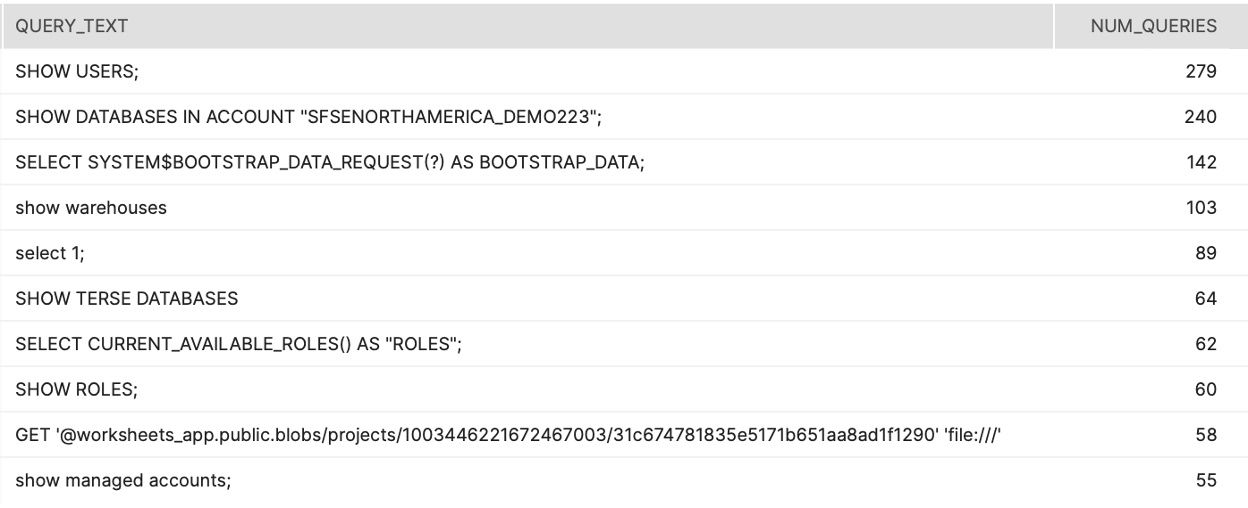 QUERY_TEXT NUM_QUERIES
SHOW USERS; 279
SHOW DATABASES IN ACCOUNT "SFSENORTHAMERICA_DEMO223"; 240
SELECT SYSTEM$BOOTSTRAP_DATA_REQUEST(?) AS BOOTSTRAP_DATA; 142
show warehouses 103
select 1; 89
SHOW TERSE DATABASES 64
SELECT CURRENT_AVAILABLE_ROLES() AS "ROLES"; 62
SHOW ROLES; 60
GET '@worksheets_app.public.blobs/projects/1003446221672467003/31c674781835e5171b651aa8ad1f1290' 'file:///' 58
show managed accounts; 55